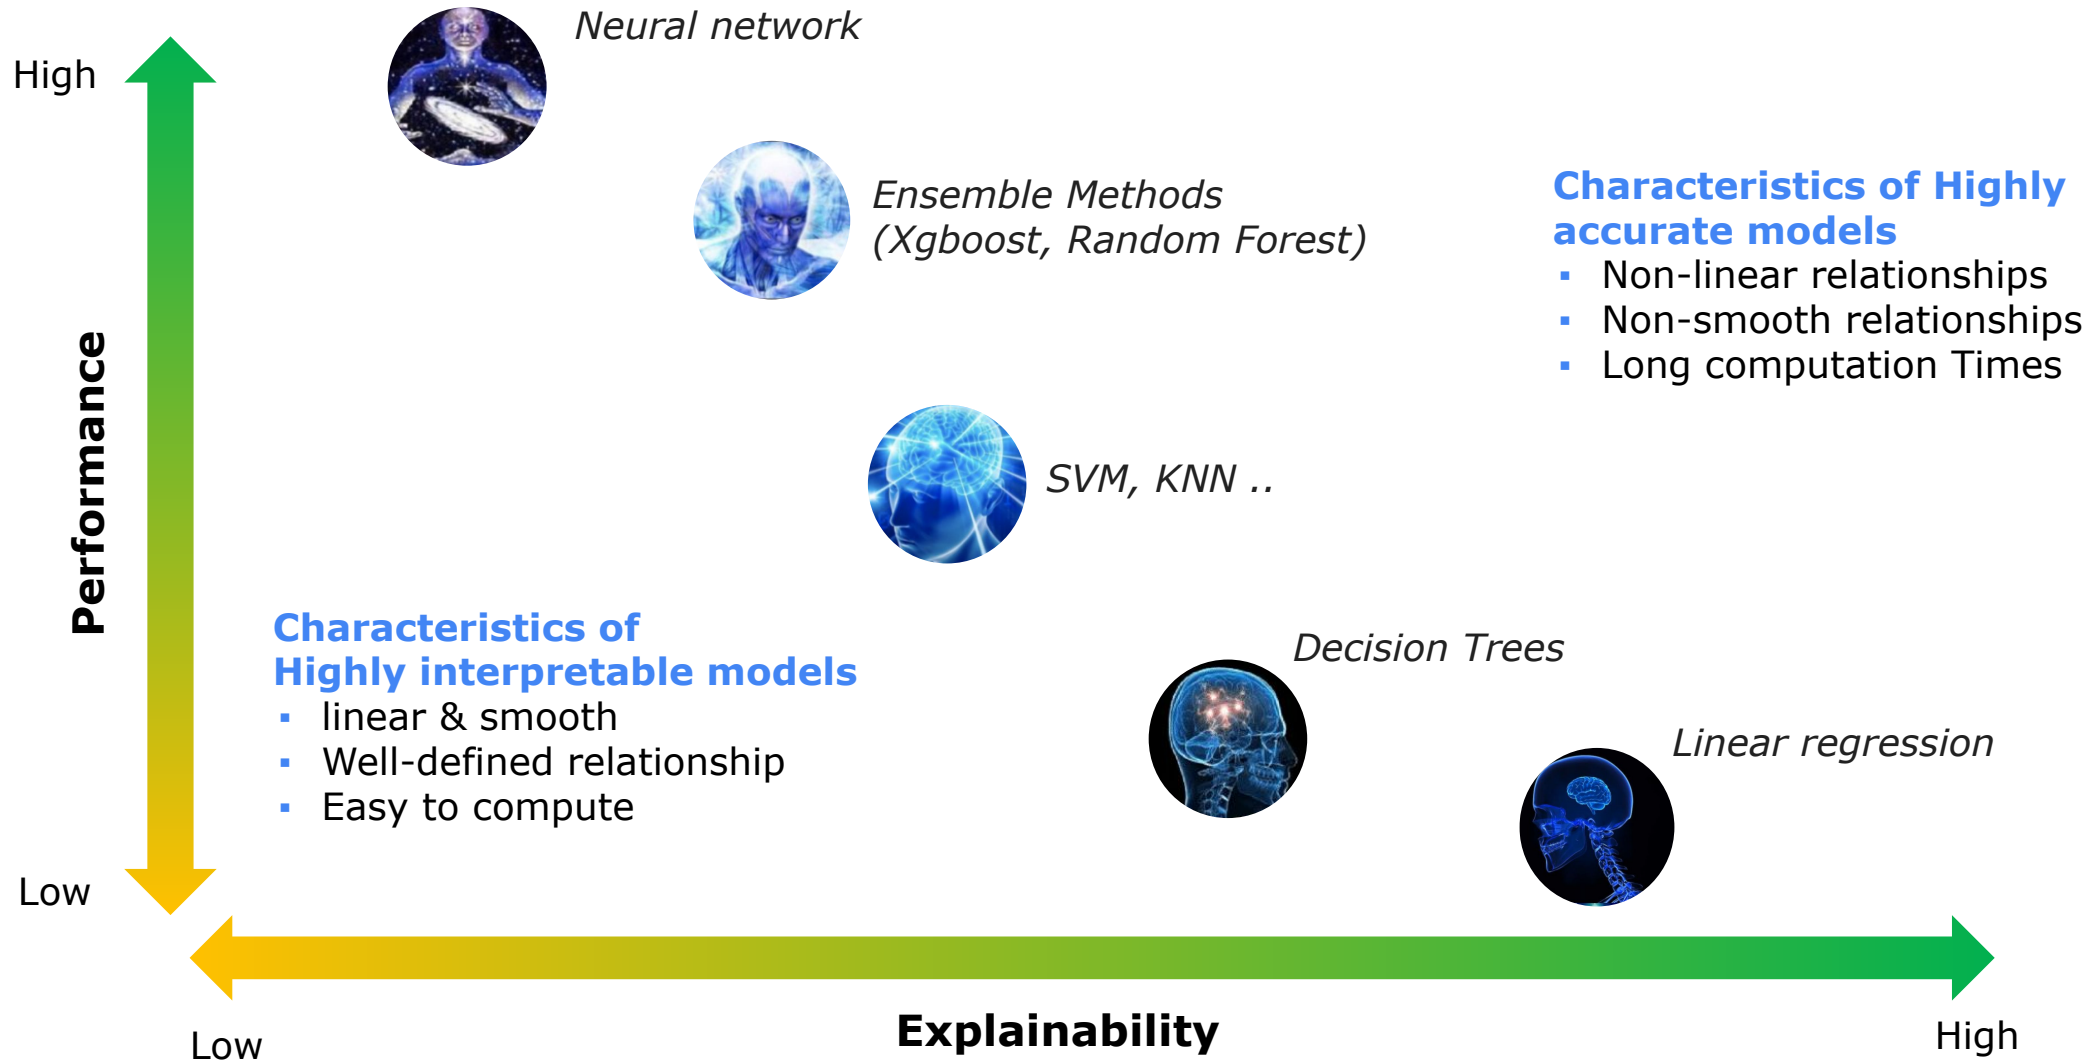 Neural network
High
Ensemble Methods
(Xgboost, Random Forest)
Characteristics of Highly
accurate models
▪ Non-linear relationships
▪ Non-smooth relationships
▪ Long computation Times
Performance
SVM, KNN ..
Characteristics of
Highly interpretable models
▪ linear & smooth
▪ Well-defined relationship
▪ Easy to compute
Decision Trees
Linear regression
Low
Low
Explainability
High